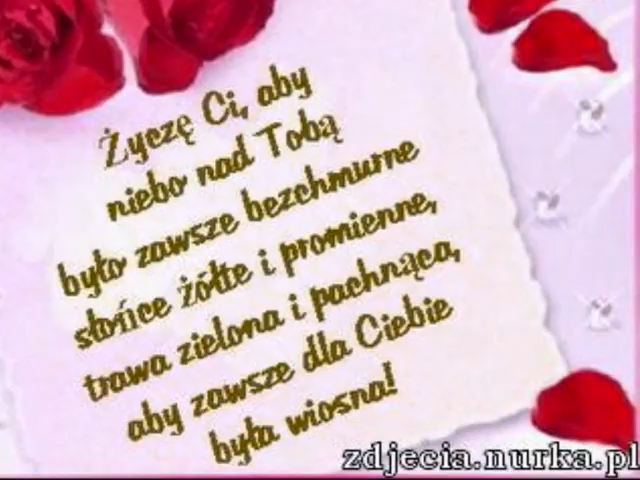 Życzę Ci, aby
niebo nad Tobą
było zawsze bezchmurne
słońce żółte i promienne,
trawa zielona i pachnąca,
aby zawsze dla Ciebie
była wiosna!
zdjecia.nurka.pl